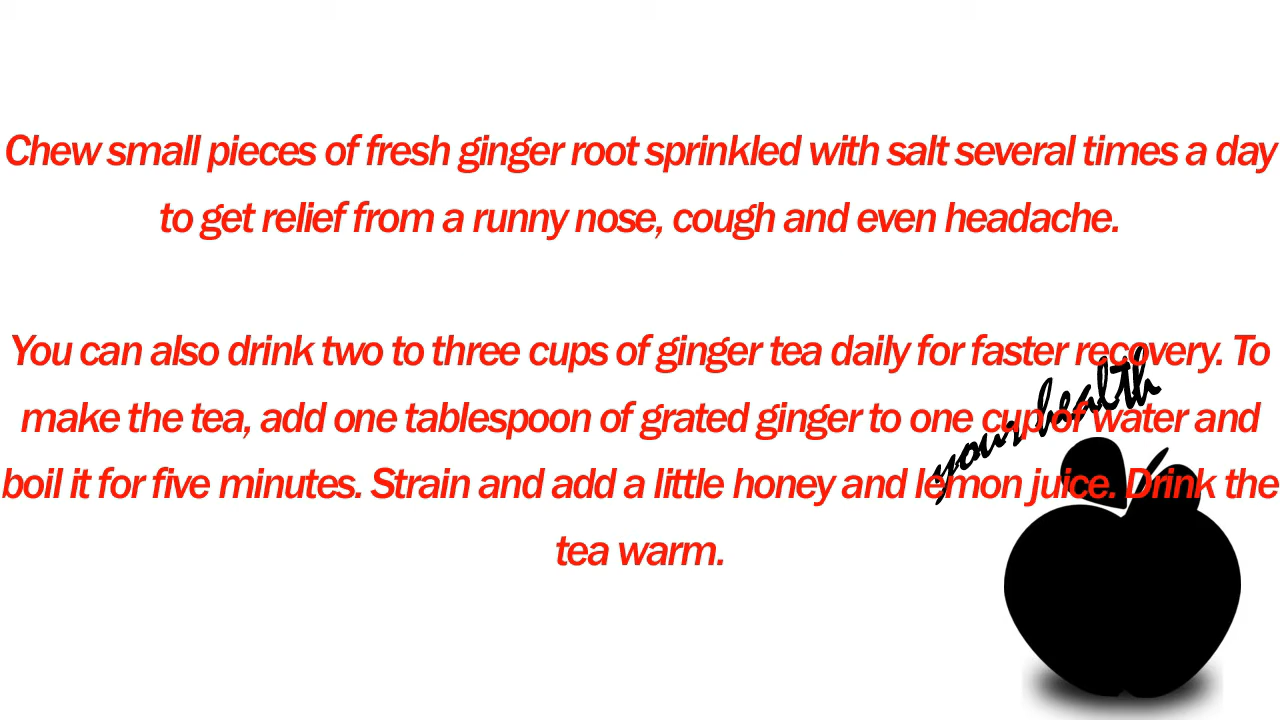 Chew small pieces of fresh ginger root sprinkled with salt several times a day
to get relief from a runny nose, cough and even headache.
You can also drink two to three cups of ginger tea daily for faster recovery. To
make the tea, add one tablespoon of grated ginger to one cup of water and
boil it for five minutes. Strain and add a little honey and lemon juice. Drink the
tea warm.
your health